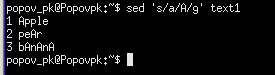 popov_pk@Popovpk:~$ sed 's/a/A/g' text1
1 Apple
2 peAr
3 bAnAnA
popov_pk@Popovpk:~$